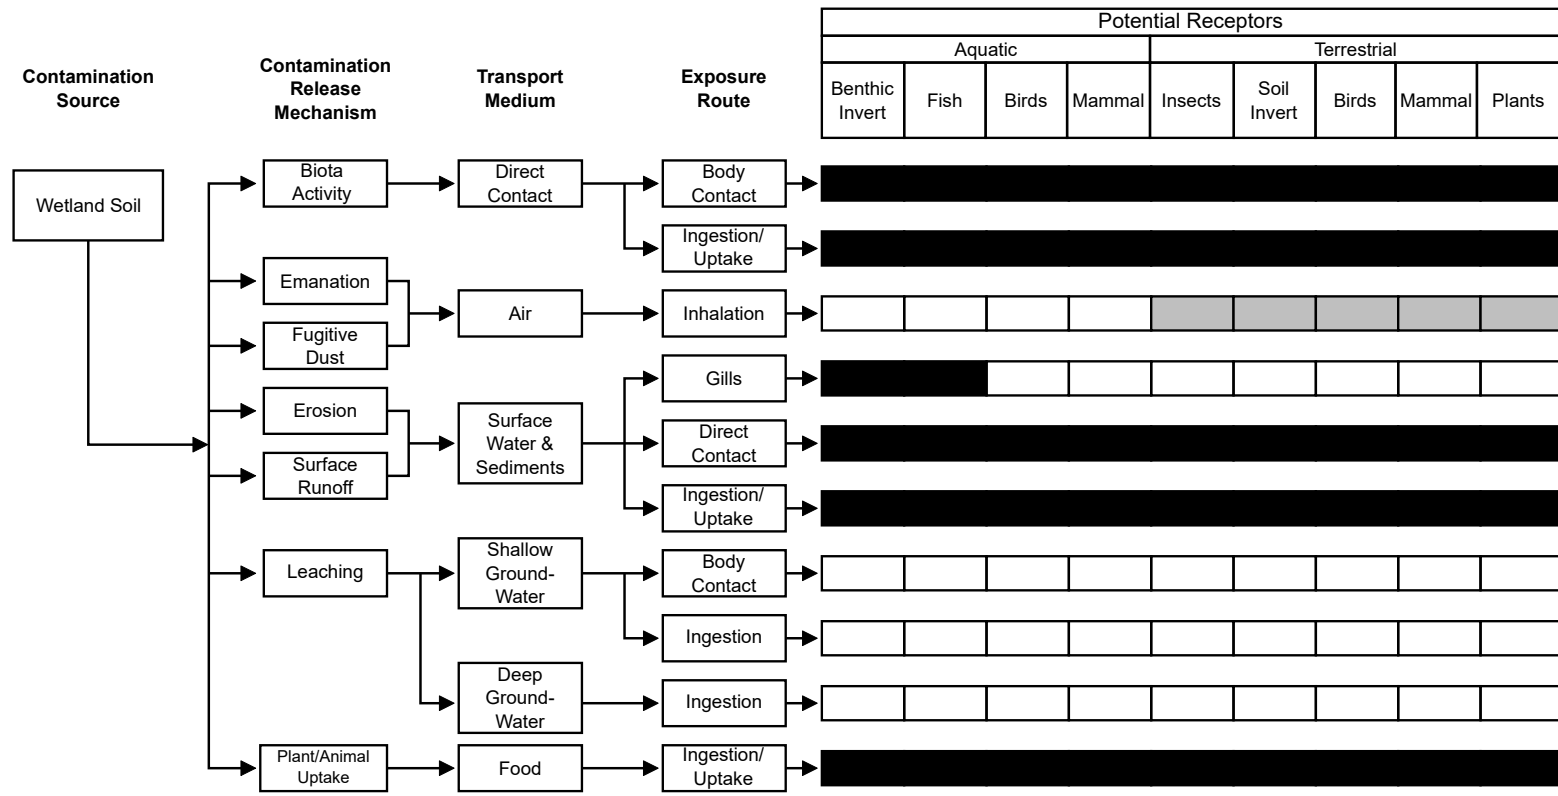 Potential Receptors
Aquatic
Terrestrial
Contamination
Source
Contamination
Release
Mechanism
Transport
Medium
Exposure
Route
Benthic
Invert
Fish
Birds
Mammal
Insects
Soil
Invert
Birds
Mammal
Plants
Wetland Soil
Biota
Activity
Direct
Contact
Body
Contact
Ingestion/
Uptake
Emanation
Fugitive
Dust
Air
Inhalation
Erosion
Surface
Runoff
Surface
Water &
Sediments
Gills
Direct
Contact
Ingestion/
Uptake
Leaching
Shallow
Ground-
Water
Body
Contact
Ingestion
Deep
Ground-
Water
Ingestion
Plant/Animal
Uptake
Food
Ingestion/
Uptake